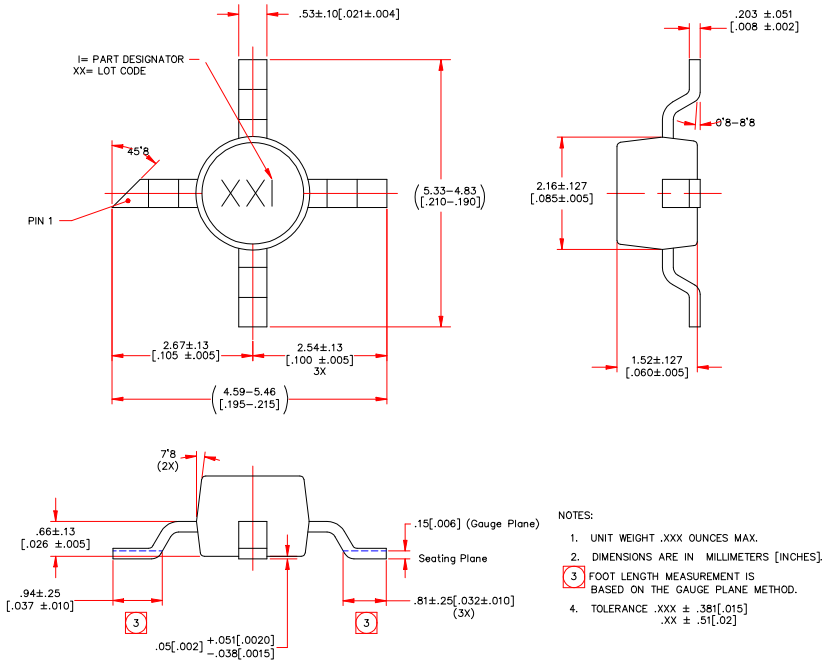 .53±.10[.021±.004]
.203 ±.051
[.008 ±.002]
I= PART DESIGNATOR
XX= LOT CODE
0°8–8°8
45°8
XXI
(5.33–4.83
[.210–.190])
2.16±.127
[.085±.005]
PIN 1
2.67±.13
[.105 ±.005]
2.54±.13
[.100 ±.005]
3X
1.52±.127
[.060±.005]
(4.59–5.46
[.195–.215])
7°8
(2X)
.66±.13
[.026 ±.005]
.15[.006] (Gauge Plane)
Seating Plane
.94±.25
[.037 ±.010]
.81±.25[.032±.010]
(3X)
3
3
.05[.002] +.051[.0020]
–.038[.0015]
NOTES:
1. UNIT WEIGHT .XXX OUNCES MAX.
2. DIMENSIONS ARE IN MILLIMETERS [INCHES].
3 FOOT LENGTH MEASUREMENT IS
BASED ON THE GAUGE PLANE METHOD.
4. TOLERANCE .XXX ± .381[.015]
.XX ± .51[.02]